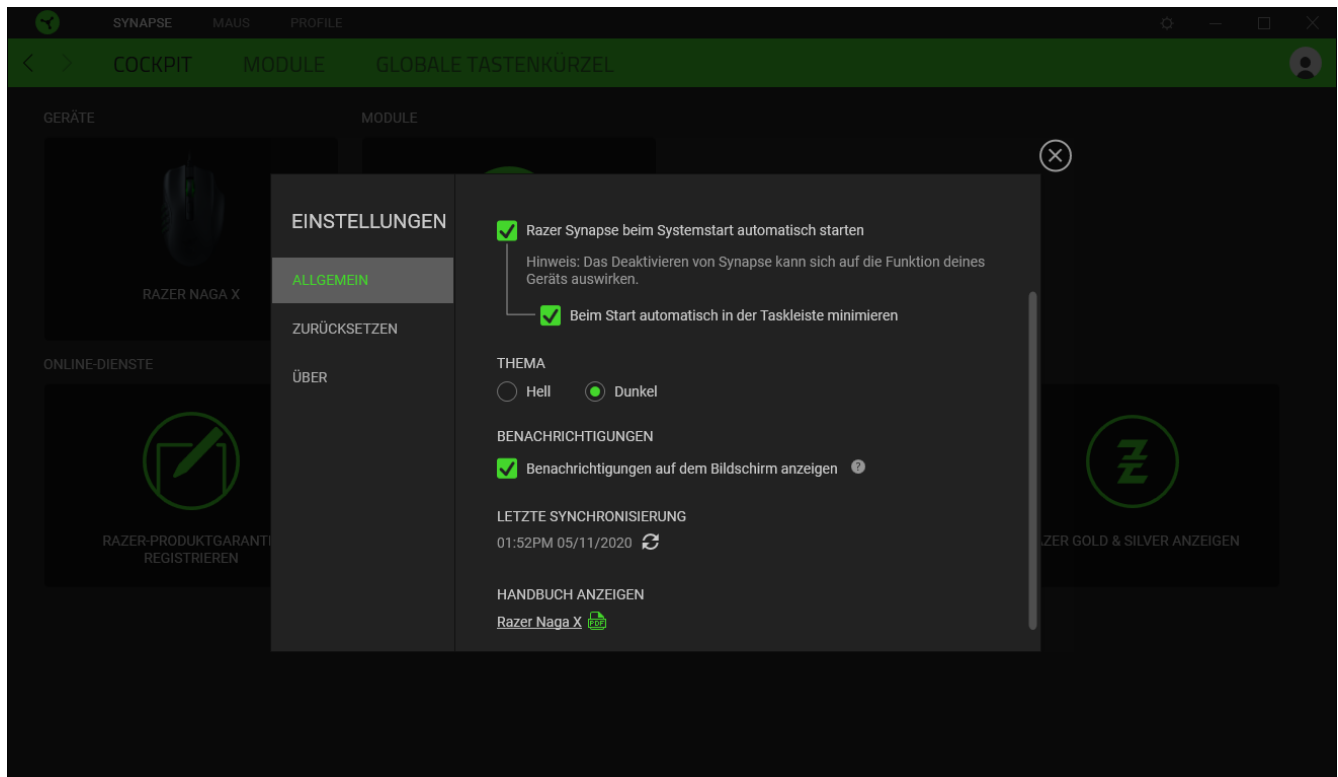 SYNAPSE MAUS PROFILE
COCKPIT MODULE GLOBALE TASTENKÜRZEL
GERÄTE MODULE
RAZER NAGA X
ONLINE-DIENSTE
RAZER-PRODUKTGARANTI
REGISTRIEREN
EINSTELLUNGEN
ALLGEMEIN
ZURÜCKSETZEN
ÜBER
Razer Synapse beim Systemstart automatisch starten
Hinweis: Das Deaktivieren von Synapse kann sich auf die Funktion deines
Geräts auswirken.
Beim Start automatisch in der Taskleiste minimieren
THEMA
Hell Dunkel
BENACHRICHTIGUNGEN
Benachrichtigungen auf dem Bildschirm anzeigen ?
LETZTE SYNCHRONISIERUNG
01:52PM 05/11/2020
HANDBUCH ANZEIGEN
Razer Naga X PDF
ZER GOLD & SILVER ANZEIGEN